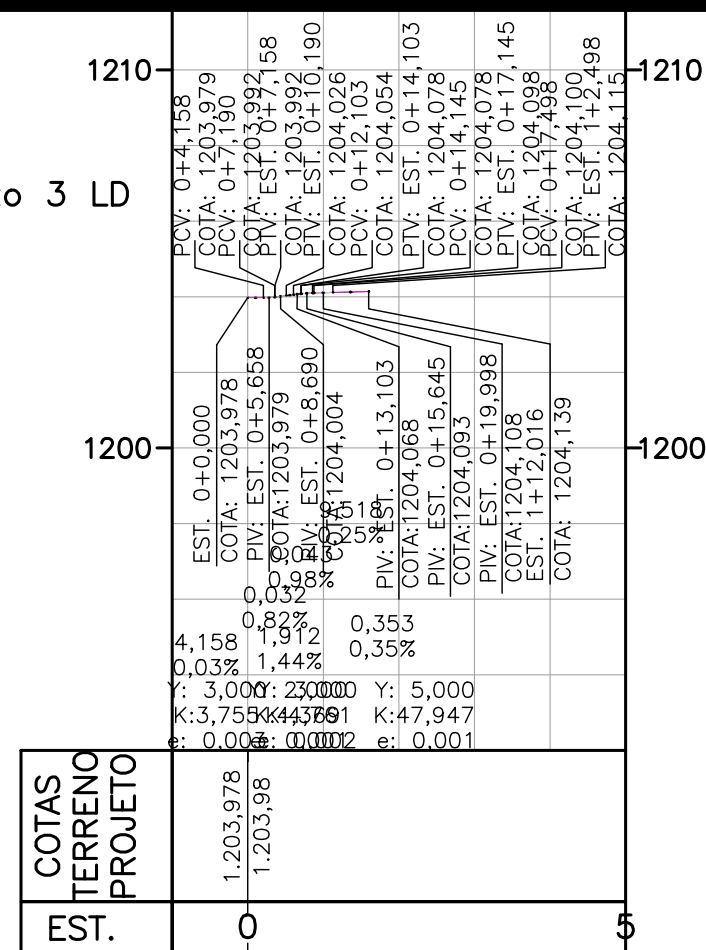 1210
1210
o 3 LD
PCV: 0+4,158
COTA: 1203,979
PCV: 0+7,190
COTA: 1203,992
PTV: EST. 0+7,158
COTA: 1203,992
PTV: EST. 0+10,190
COTA: 1204,026
PCV: 0+12,103
COTA: 1204,054
PTV: EST. 0+14,103
COTA: 1204,078
PCV: 0+14,145
COTA: 1204,078
PTV: EST. 0+17,145
COTA: 1204,098
PCV: 0+17,498
COTA: 1204,100
PTV: EST. 1+2,498
COTA: 1204,115
1200
1200
EST. 0+0,000
COTA: 1203,978
PIV: EST. 0+5,658
COTA:1203,979
PIV: EST. 0+8,690
COTA:1204,004
PIV: EST. 0+13,103
COTA:1204,068
PIV: EST. 0+15,645
COTA:1204,093
PIV: EST. 0+19,998
COTA:1204,108
EST. 1+12,016
COTA: 1204,139
9,518
0,25%
0,043
0,98%
0,032
0,82%
1,912
1,44%
0,353
0,35%
4,158
0,03%
Y: 3,000
Y: 5,000
K:47,947
e: 0,001
COTAS
TERRENO
PROJETO
1.203,978
1.203,98
EST.
0
5